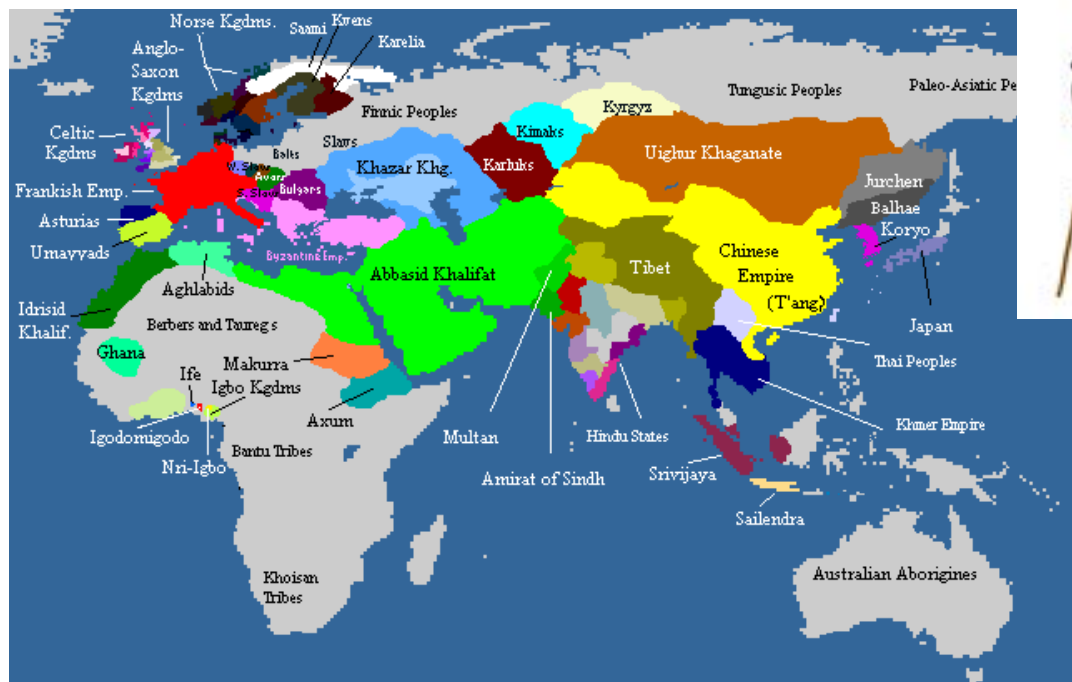 Norse Kgdms.
Saami
Kwens
Karelia
Anglo-
Saxon
Kgdms
Finnic Peoples
Tungusic Peoples
Paleo-Asiatic Pe
Kyrgyz
Celtic
Kgdms
Kimaks
Slavs
Balts
Uighur Khaganate
Khazar Khg.
Karluks
W. Slavs
Avars
Jurchen
Frankish Emp.
S. Slavs
Bulgars
Balhae
Asturias
Koryo
Umayyads
Byzantine Emp.
Chinese
Empire
(T'ang)
Tibet
Abbasid Khalifat
Aghlabids
Idrisid
Khalif.
Berbers and Tauregs
Japan
Ghana
Makurra
Thai Peoples
Ife
Igbo Kgdms
Axum
Khmer Empire
Igodomigodo
Multan
Hindu States
Bantu Tribes
Nri-Igbo
Amirat of Sindh
Srivijaya
Sailendra
Khoisan
Tribes
Australian Aborigines